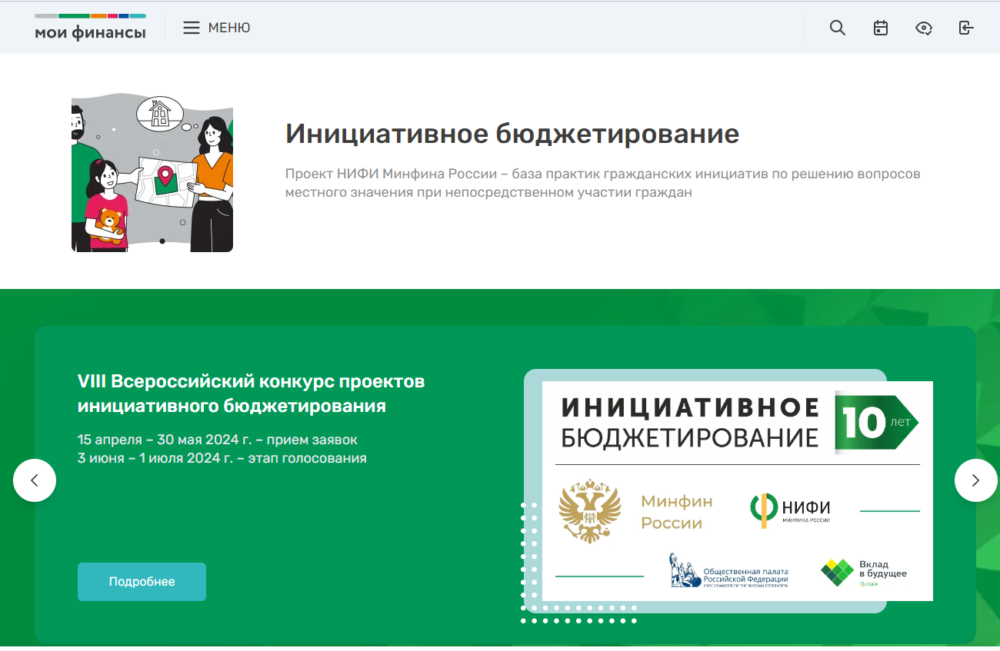 мои финансы
МЕНЮ
Инициативное бюджетирование
Проект НИФИ Минфина России – база практик гражданских инициатив по решению вопросов
местного значения при непосредственном участии граждан
VIII Всероссийский конкурс проектов
инициативного бюджетирования
15 апреля – 30 мая 2024 г. – прием заявок
3 июня – 1 июля 2024 г. – этап голосования
Подробнее
ИНИЦИАТИВНОЕ
БЮДЖЕТИРОВАНИЕ
10 лет
Минфин
России
НИФИ
МИНФИНА РОССИИ
Общественная палата
Российской Федерации
CIVIC CHAMBER OF THE RUSSIAN FEDERATION
Вклад
в будущее
СБЕР